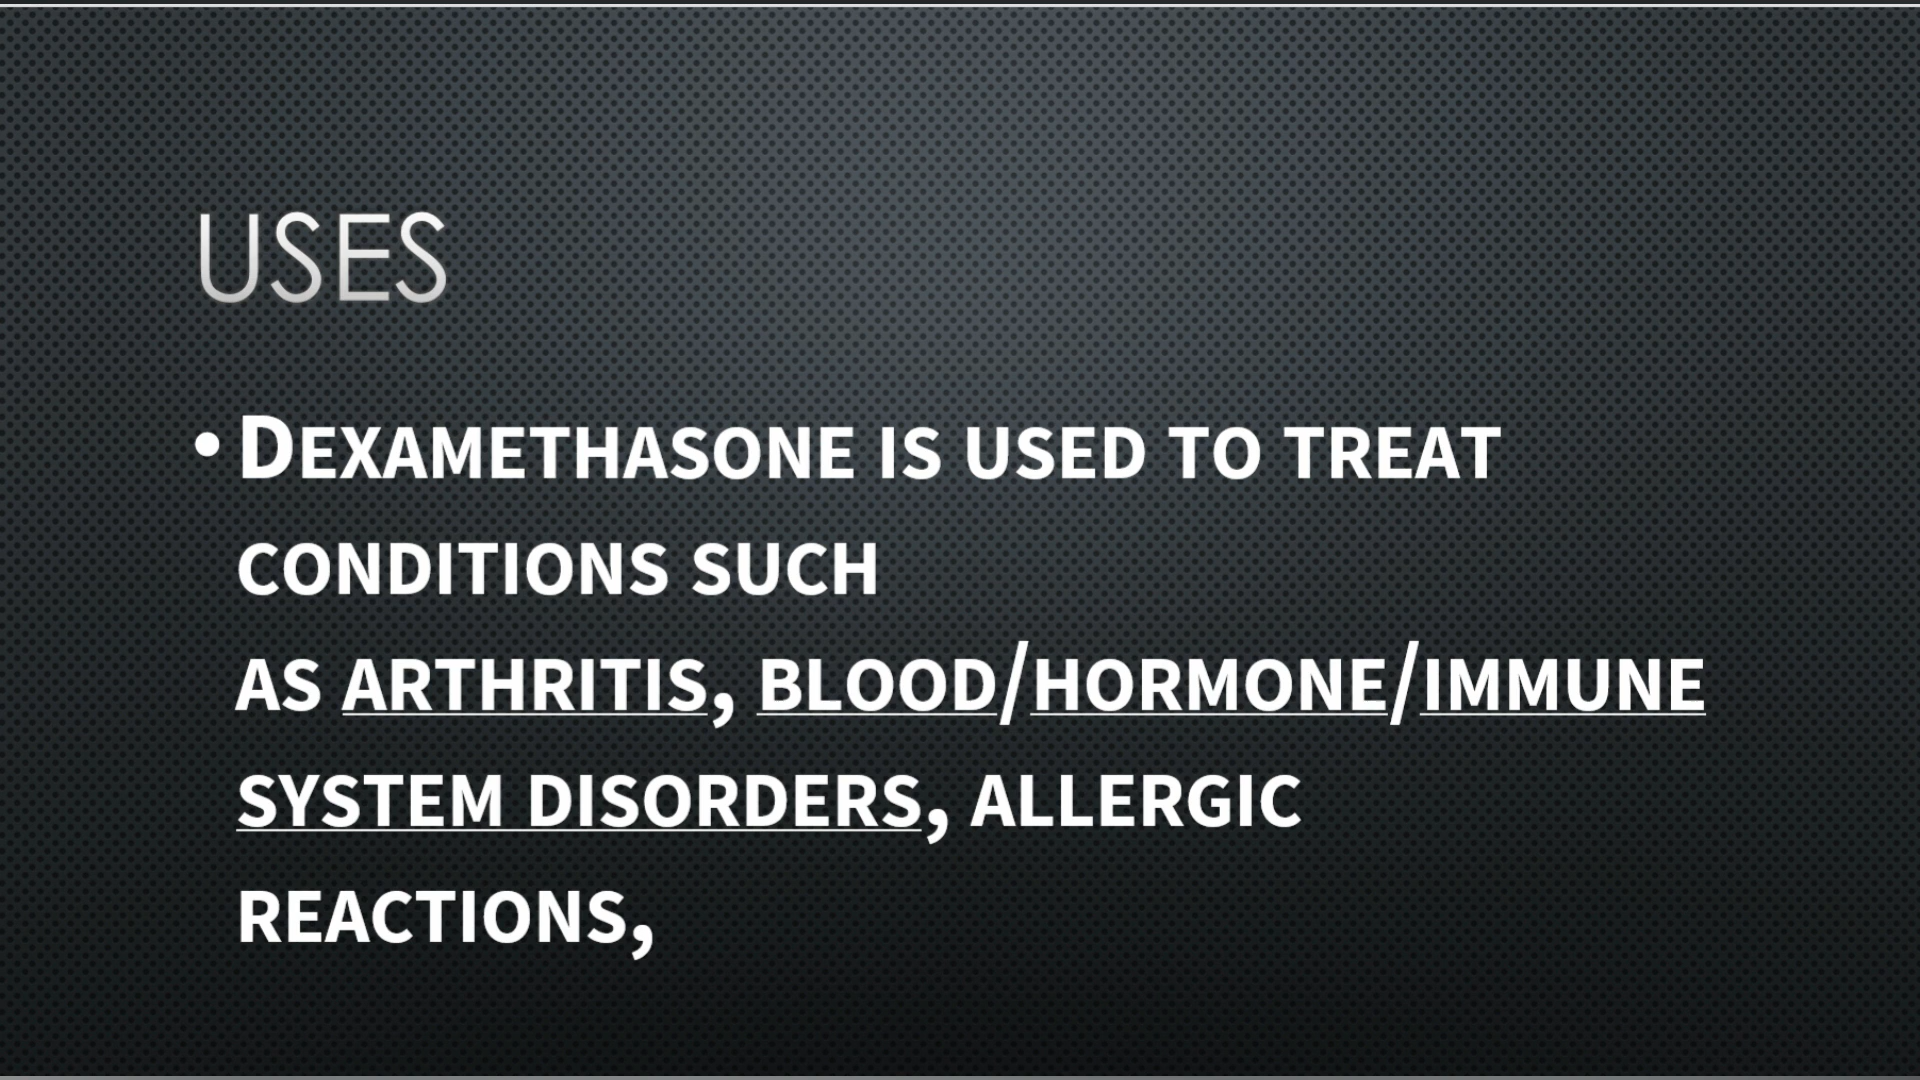 USES
• DEXAMETHASONE IS USED TO TREAT
CONDITIONS SUCH
AS ARTHRITIS, BLOOD/HORMONE/IMMUNE
SYSTEM DISORDERS, ALLERGIC
REACTIONS,